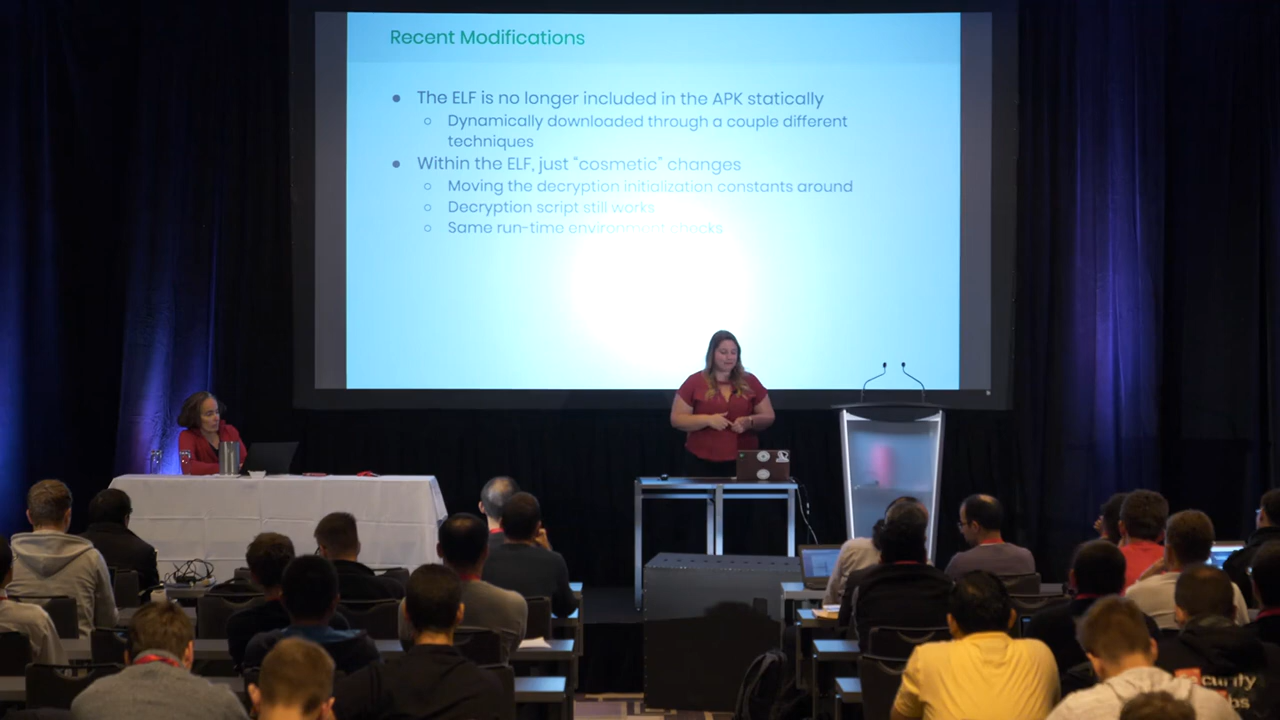 Recent Modifications
● The ELF is no longer included in the APK statically
○ Dynamically downloaded through a couple different
techniques
● Within the ELF, just “cosmetic” changes
○ Moving the decryption initialization constants around
○ Decryption script still works
○ Same run-time environment checks